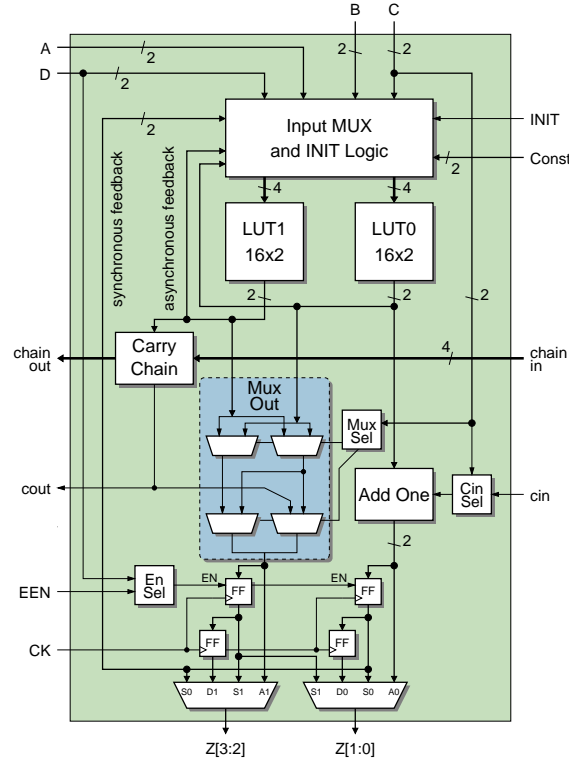 B C
A 2 2 2
D 2
2 INIT
Input MUX
and INIT Logic
2 Const
4 4
synchronous feedback
asynchronous feedback
LUT1
16x2
LUT0
16x2
2 2 2
chain
out
Carry
Chain
4
chain
in
Mux
Out
Mux
Sel
cout
Add One
Cin
Sel
cin
2
EEN
En
Sel
EN
FF
EN
FF
CK
FF
FF
S0 D1 S1 A1
S1 D0 S0 A0
Z[3:2] Z[1:0]